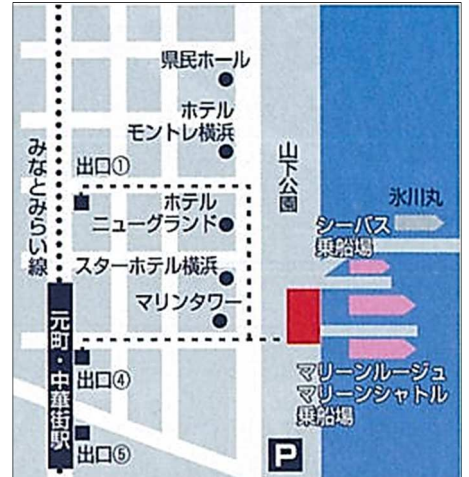 県民ホール
ホテル
モントレ横浜
みなとみらい線
出口①
山下公園
ホテル
ニューグランド
氷川丸
シーバス
乗船場
スターホテル横浜
マリンタワー
元町・中華街駅
出口④
マリーンルージュ
マリーンシャトル
乗船場
出口⑤
P